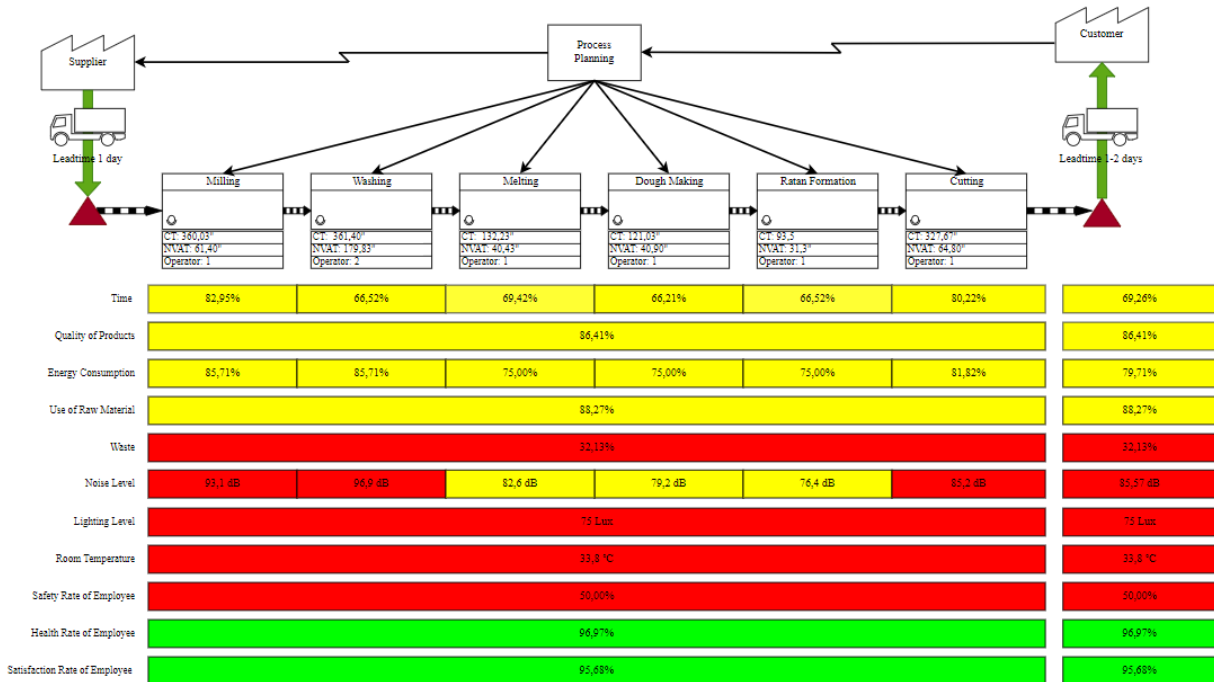 Supplier
Process
Planning
Customer
Leadtime 1 day
Leadtime 1-2 days
Milling
CT: 360,03"
NVAT: 61,40"
Operator: 1
Washing
CT: 361,40"
NVAT: 179,83"
Operator: 2
Melting
CT: 132,23"
NVAT: 40,43"
Operator: 1
Dough Making
CT: 121,03"
NVAT: 40,90"
Operator: 1
Ratan Formation
CT: 93,5
NVAT: 31,3"
Operator: 1
Cutting
CT: 327,67"
NVAT: 64,80"
Operator: 1
Time 82,95% 66,52% 69,42% 66,21% 66,52% 80,22% 69,26%
Quality of Products 86,41% 86,41%
Energy Consumption 85,71% 85,71% 75,00% 75,00% 75,00% 81,82% 79,71%
Use of Raw Material 88,27% 88,27%
Waste 32,13% 32,13%
Noise Level 93,1 dB 96,9 dB 82,6 dB 79,2 dB 76,4 dB 85,2 dB 85,57 dB
Lighting Level 75 Lux 75 Lux
Room Temperature 33,8 °C 33,8 °C
Safety Rate of Employee 50,00% 50,00%
Health Rate of Employee 96,97% 96,97%
Satisfaction Rate of Employee 95,68% 95,68%